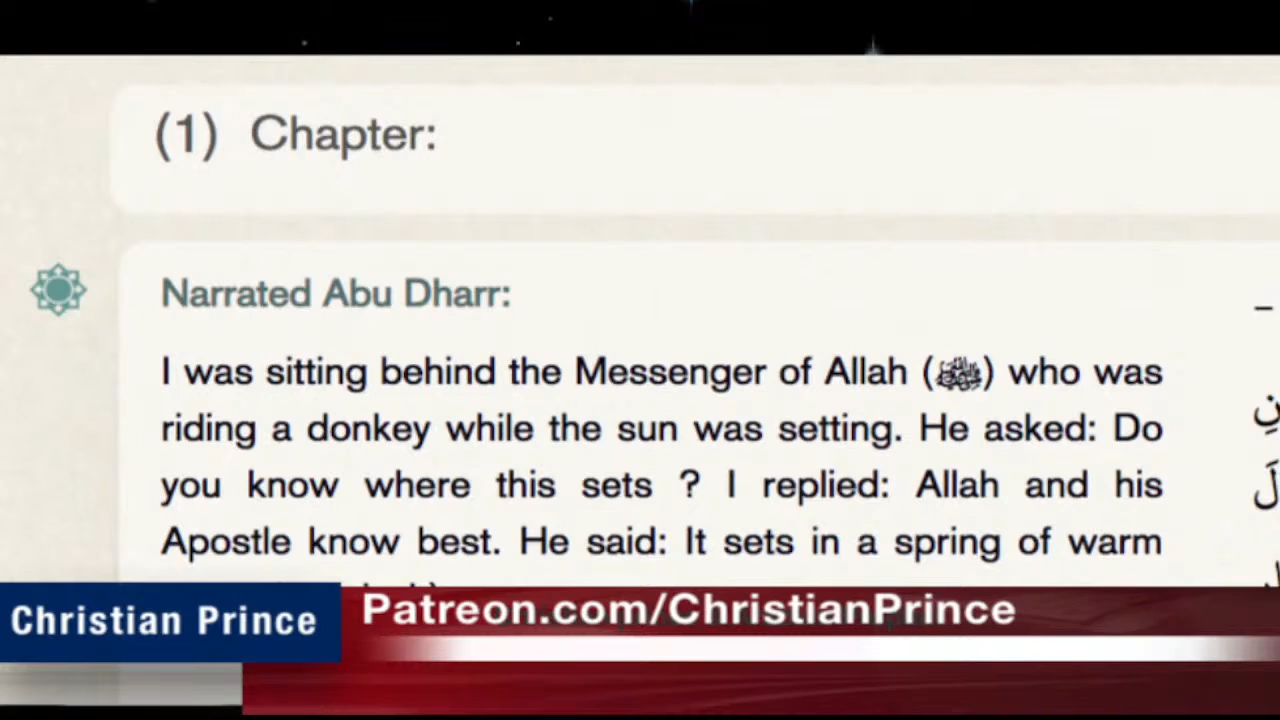 (1) Chapter:
Narrated Abu Dharr:
I was sitting behind the Messenger of Allah (ﷺ) who was
riding a donkey while the sun was setting. He asked: Do
you know where this sets ? I replied: Allah and his
Apostle know best. He said: It sets in a spring of warm
Christian Prince
Patreon.com/ChristianPrince